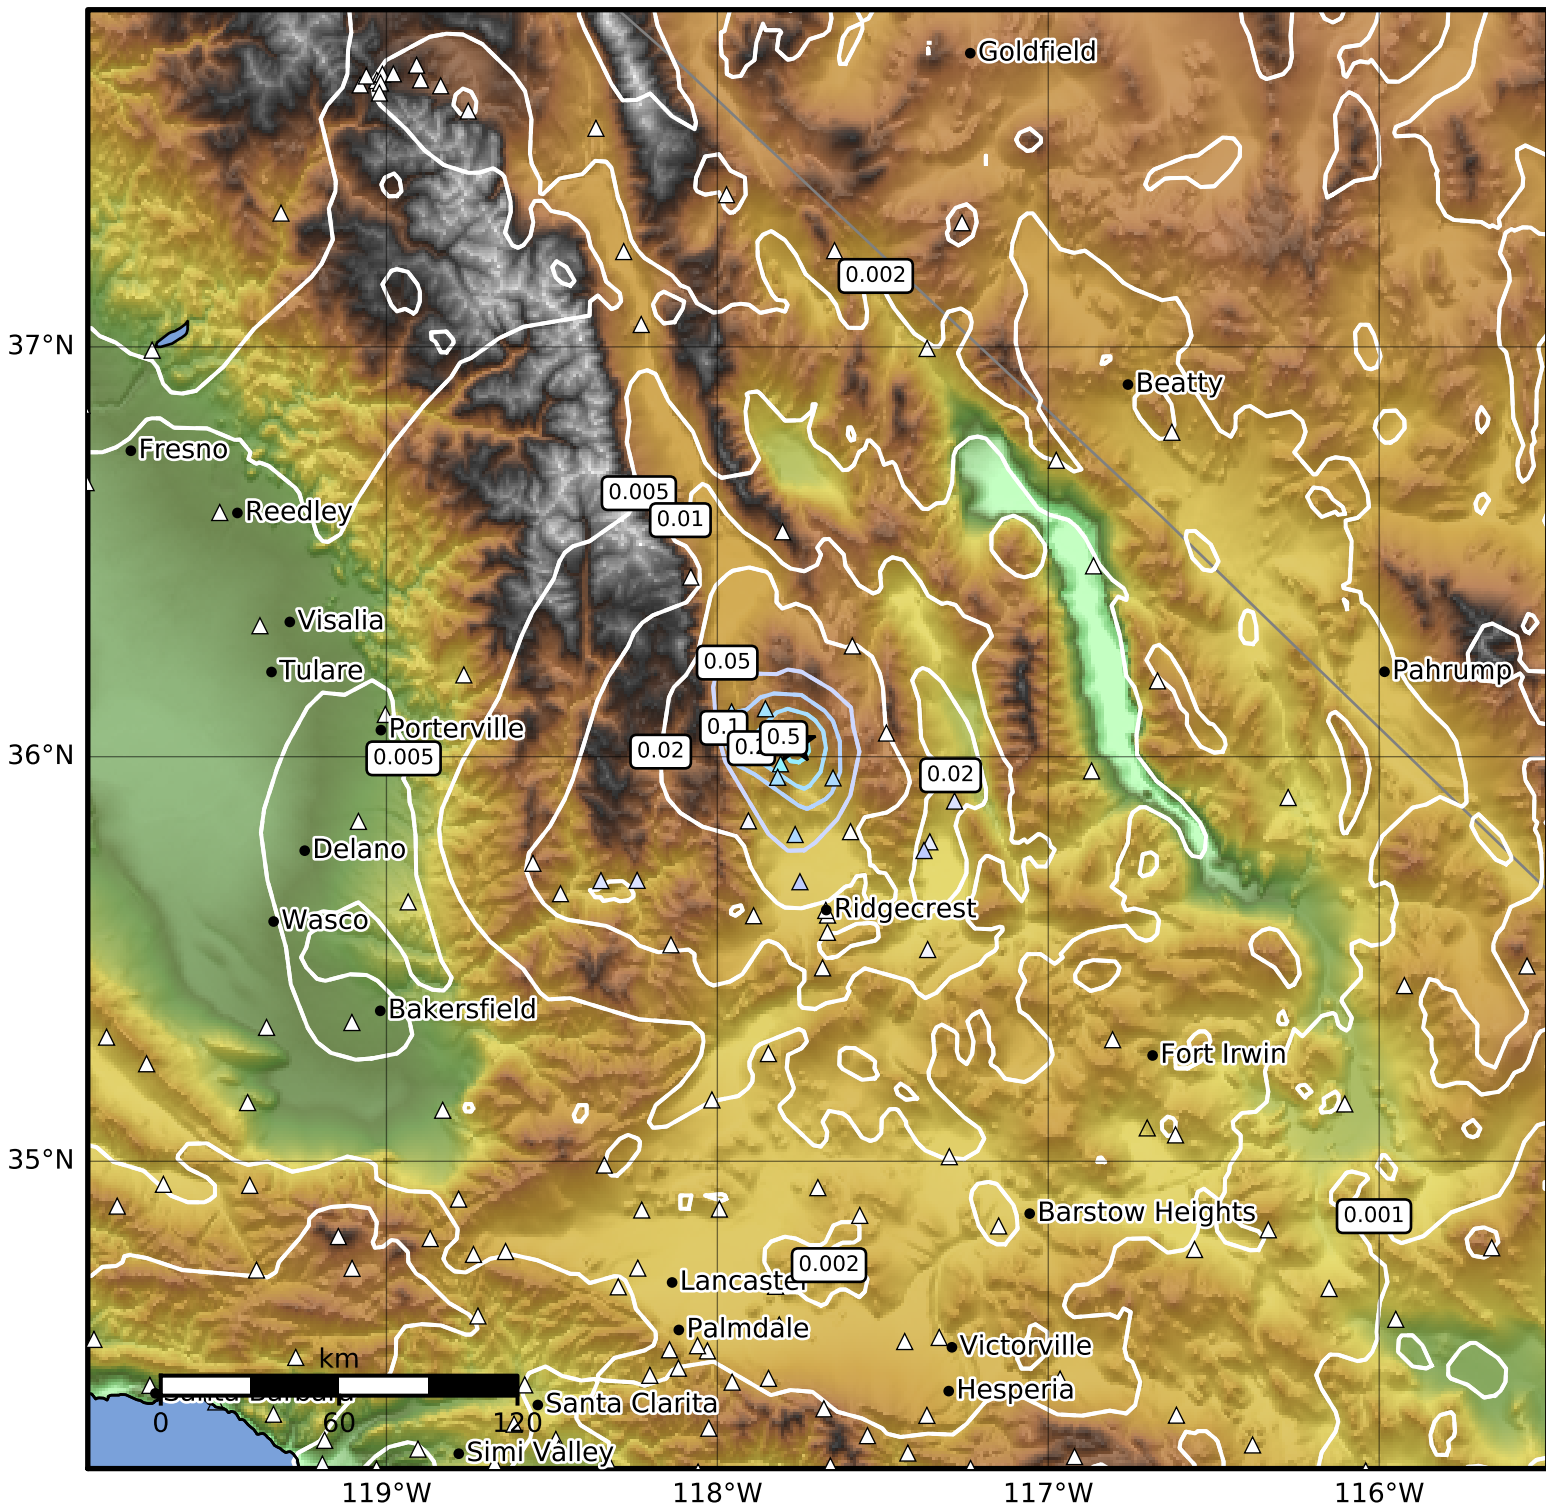 Goldfield
0.002
37°N
Beatty
Fresno
0.005
Reedley
0.01
Visalia
0.05
Tulare
Pahrump
0.1
Porterville
0.5
0.02
36°N
0.005
0.02
Delano
Ridgecrest
Wasco
Bakersfield
Fort Irwin
35°N
Barstow Heights
0.001
0.002
Lancaster
Palmdale
Victorville
km
Hesperia
Santa Barbara
Santa Clarita
0
60
120
Simi Valley
119°W
118°W
117°W
116°W